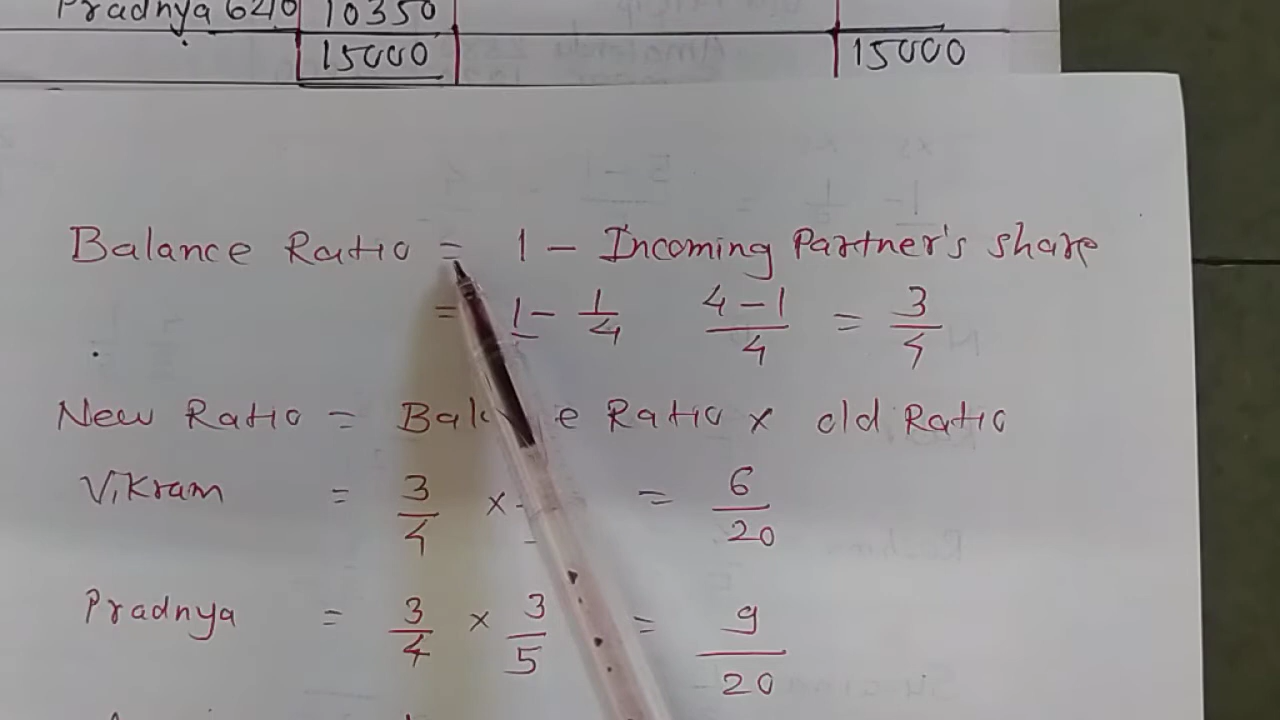 Pradnya 6210 10350
15000 15000
Balance Ratio = 1 - Incoming Partner's share
= 1 - 1/4 4-1/4 = 3/4
New Ratio = Ratio x old Ratio
Vikram = 3/4 x = 6/20
Pradnya = 3/4 x 3/5 = 9/20